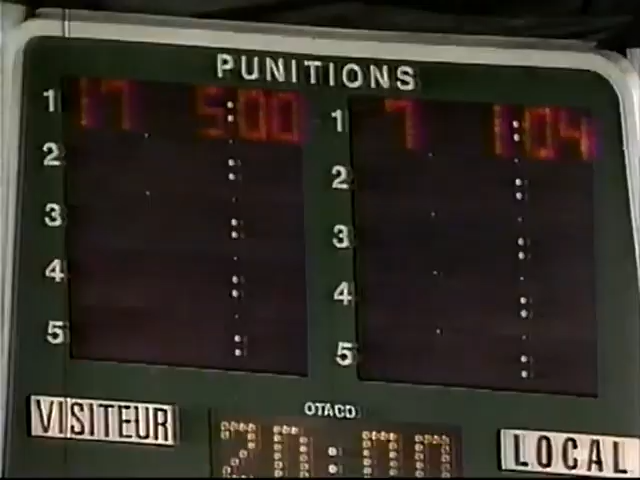 PUNITIONS
1 17 5:00 1 7 1:04
2 : 2 :
3 : 3 :
4 : 4 :
5 : 5 :
OTACO
VISITEUR 20:00 LOCAL